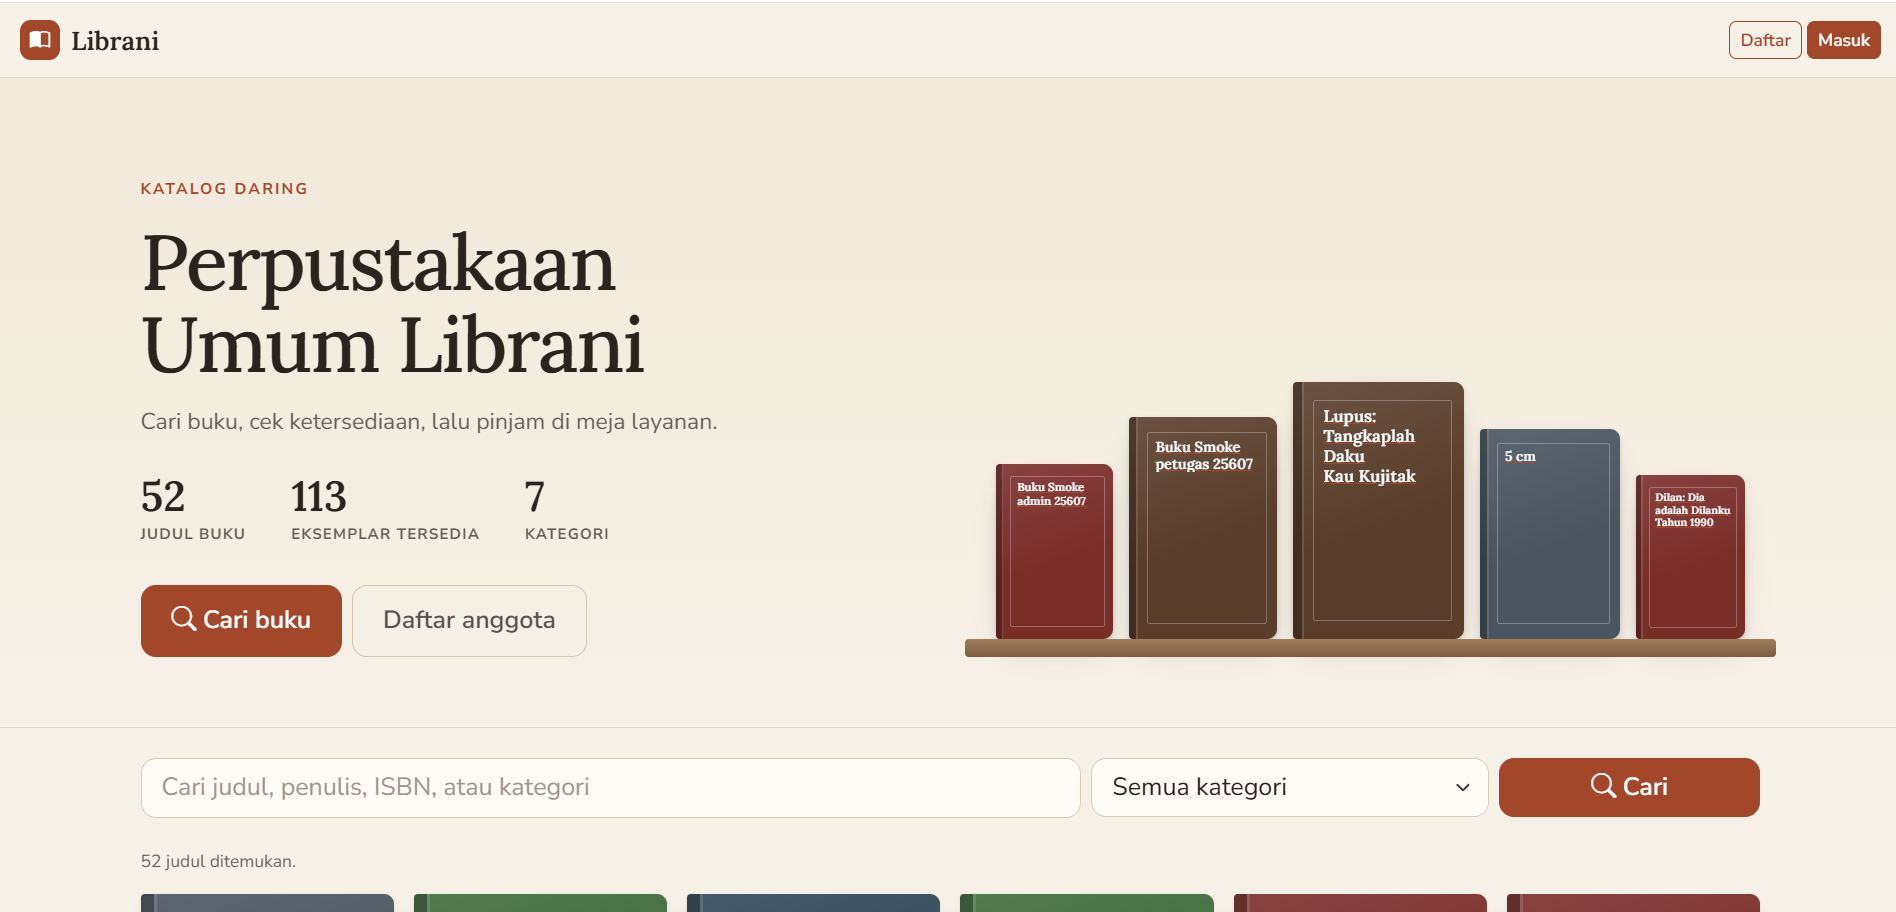 Librani
Daftar
Masuk
KATALOG DARING
Perpustakaan
Umum Librani
Cari buku, cek ketersediaan, lalu pinjam di meja layanan.
52
JUDUL BUKU
113
EKSEMPLAR TERSEDIA
7
KATEGORI
Cari buku
Daftar anggota
Buku Smoke
admin 25607
Buku Smoke
petugas 25607
Lupus:
Tangkaplah
Daku
Kau Kujitak
5 cm
Dilan: Dia
adalah Dilanku
Tahun 1990
Cari judul, penulis, ISBN, atau kategori
Semua kategori
Cari
52 judul ditemukan.